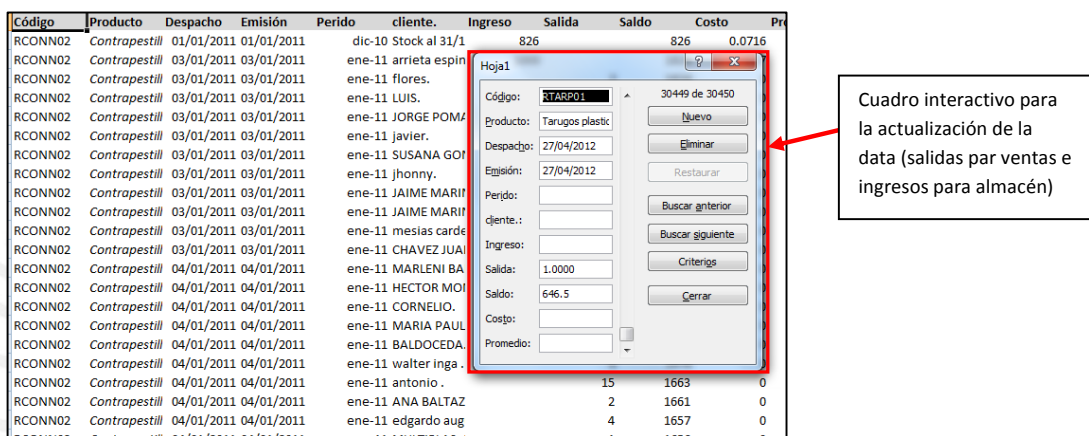 Código Producto Despacho Emisión Perido cliente. Ingreso Salida Saldo Costo
RCONN02 Contrapestill 01/01/2011 01/01/2011 dic-10 Stock al 31/1 826 826 0.0716
RCONN02 Contrapestill 03/01/2011 03/01/2011 ene-11 arrieta espin
RCONN02 Contrapestill 03/01/2011 03/01/2011 ene-11 flores.
RCONN02 Contrapestill 03/01/2011 03/01/2011 ene-11 LUIS.
RCONN02 Contrapestill 03/01/2011 03/01/2011 ene-11 JORGE POMA
RCONN02 Contrapestill 03/01/2011 03/01/2011 ene-11 javier.
RCONN02 Contrapestill 03/01/2011 03/01/2011 ene-11 SUSANA GON
RCONN02 Contrapestill 03/01/2011 03/01/2011 ene-11 jhonny.
RCONN02 Contrapestill 03/01/2011 03/01/2011 ene-11 JAIME MARIN
RCONN02 Contrapestill 03/01/2011 03/01/2011 ene-11 JAIME MARIN
RCONN02 Contrapestill 03/01/2011 03/01/2011 ene-11 mesias carde
RCONN02 Contrapestill 03/01/2011 03/01/2011 ene-11 CHAVEZ JUA
RCONN02 Contrapestill 04/01/2011 04/01/2011 ene-11 MARLENI BA
RCONN02 Contrapestill 04/01/2011 04/01/2011 ene-11 HECTOR MO
RCONN02 Contrapestill 04/01/2011 04/01/2011 ene-11 CORNELIO.
RCONN02 Contrapestill 04/01/2011 04/01/2011 ene-11 MARIA PAUL
RCONN02 Contrapestill 04/01/2011 04/01/2011 ene-11 BALDOCEDA.
RCONN02 Contrapestill 04/01/2011 04/01/2011 ene-11 walter inga .
RCONN02 Contrapestill 04/01/2011 04/01/2011 ene-11 antonio . 15 1663 0
RCONN02 Contrapestill 04/01/2011 04/01/2011 ene-11 ANA BALTAZ 2 1661 0
RCONN02 Contrapestill 04/01/2011 04/01/2011 ene-11 edgardo aug 4 1657 0
Hoja1
Código: RTARP01 30449 de 30450
Producto: Tarugos plastic Nuevo
Despacho: 27/04/2012 Eliminar
Emisión: 27/04/2012 Restaurar
Perido:
Buscar anterior
cliente.:
Buscar siguiente
Ingreso:
Criterios
Salida: 1.0000
Saldo: 646.5 Cerrar
Costo:
Promedio:
Cuadro interactivo para
la actualización de la
data (salidas par ventas e
ingresos para almacén)